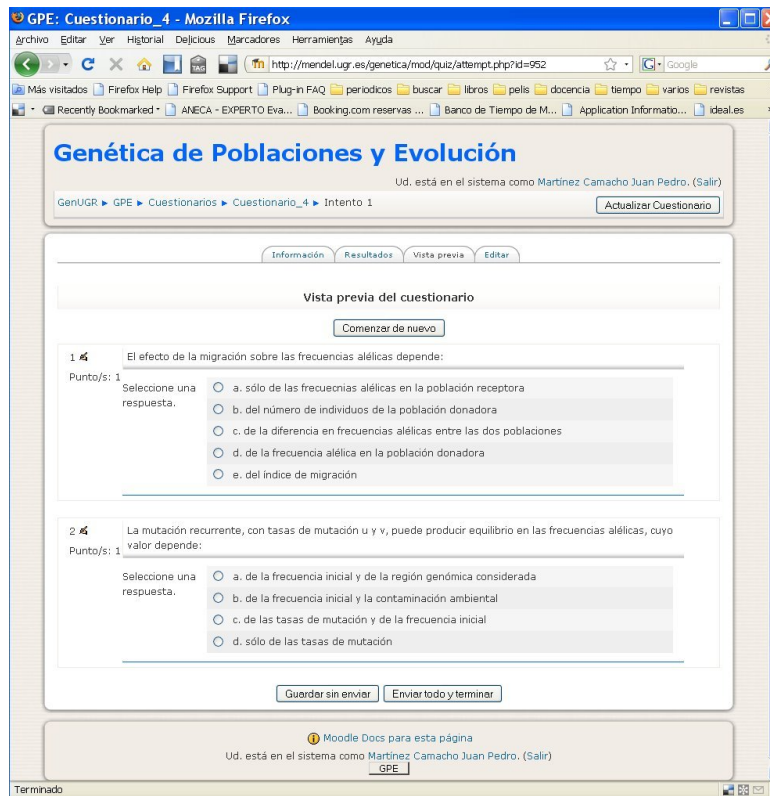 GPE: Cuestionario_4 - Mozilla Firefox
Archivo Editar Ver Historial Delicious Marcadores Herramientas Ayuda
TAG http://mendel.ugr.es/genetica/mod/quiz/attempt.php?id=952 Google
Más visitados Firefox Help Firefox Support Plug-in FAQ periodicos buscar libros pelis docencia tiempo varios revistas
Recently Bookmarked ANECA - EXPERTO Eva... Booking.com reservas ... Banco de Tiempo de M... Application Informatio... ideal.es
Genética de Poblaciones y Evolución
Ud. está en el sistema como Martínez Camacho Juan Pedro. (Salir)
GenUGR ► GPE ► Cuestionarios ► Cuestionario_4 ► Intento 1
Actualizar Cuestionario
Información Resultados Vista previa Editar
Vista previa del cuestionario
Comenzar de nuevo
1 El efecto de la migración sobre las frecuencias alélicas depende:
Punto/s: 1
Seleccione una respuesta.
a. sólo de las frecuecnias alélicas en la población receptora
b. del número de individuos de la población donadora
c. de la diferencia en frecuencias alélicas entre las dos poblaciones
d. de la frecuencia alélica en la población donadora
e. del índice de migración
2 La mutación recurrente, con tasas de mutación u y v, puede producir equilibrio en las frecuencias alélicas, cuyo
valor depende:
Punto/s: 1
Seleccione una respuesta.
a. de la frecuencia inicial y de la región genómica considerada
b. de la frecuencia inicial y la contaminación ambiental
c. de las tasas de mutación y de la frecuencia inicial
d. sólo de las tasas de mutación
Guardar sin enviar Enviar todo y terminar
Moodle Docs para esta página
Ud. está en el sistema como Martínez Camacho Juan Pedro. (Salir)
GPE
Terminado